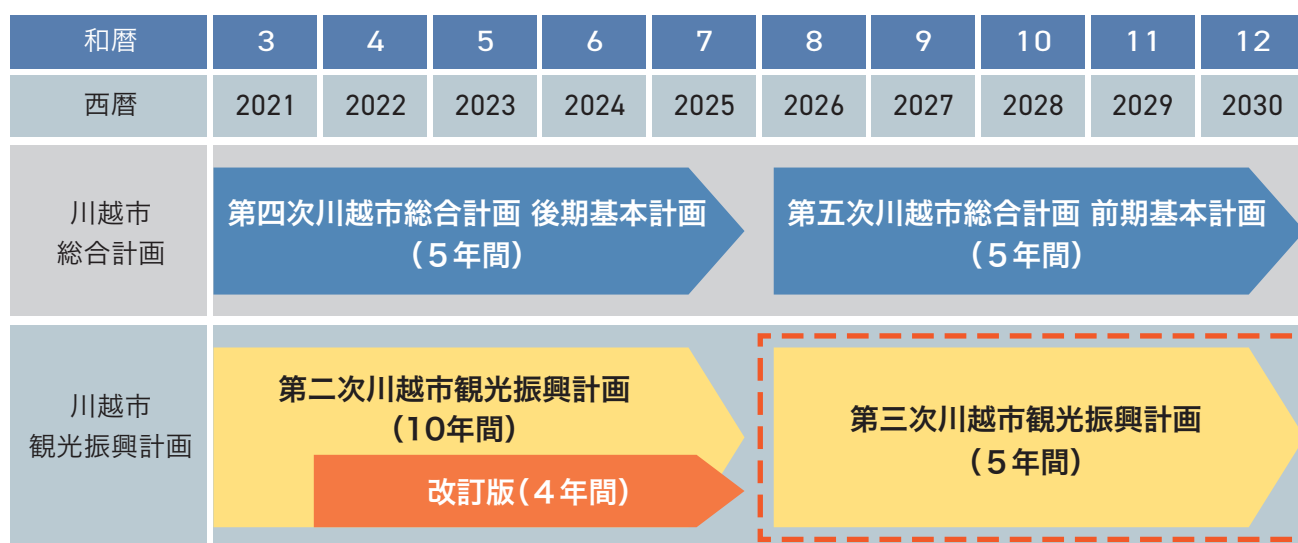 和暦 3 4 5 6 7 8 9 10 11 12
西暦 2021 2022 2023 2024 2025 2026 2027 2028 2029 2030
川越市
総合計画
第四次川越市総合計画 後期基本計画
(5年間)
第五次川越市総合計画 前期基本計画
(5年間)
川越市
観光振興計画
第二次川越市観光振興計画
(10年間)
改訂版(4年間)
第三次川越市観光振興計画
(5年間)